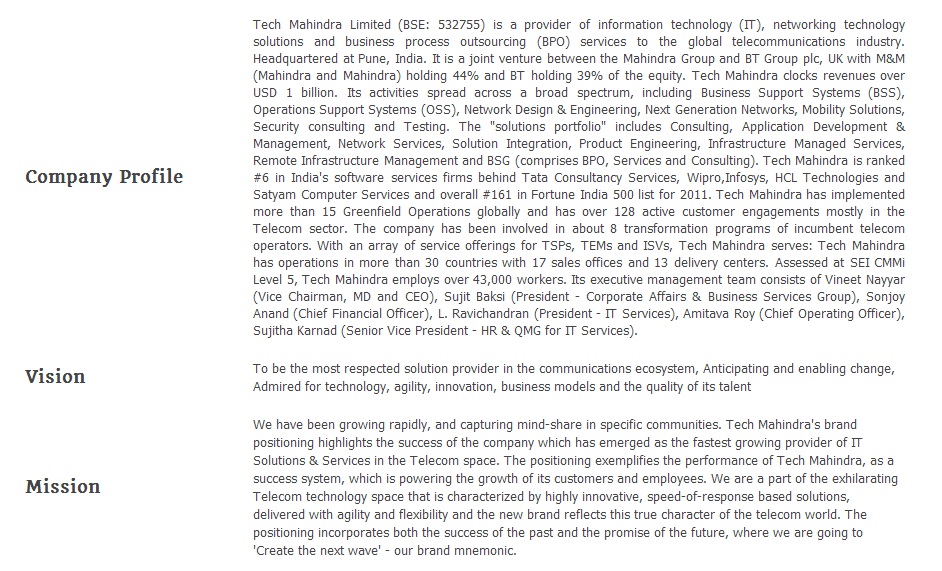 Company Profile
Tech Mahindra Limited (BSE: 532755) is a provider of information technology (IT), networking technology
solutions and business process outsourcing (BPO) services to the global telecommunications industry.
Headquartered at Pune, India. It is a joint venture between the Mahindra Group and BT Group plc, UK with M&M
(Mahindra and Mahindra) holding 44% and BT holding 39% of the equity. Tech Mahindra clocks revenues over
USD 1 billion. Its activities spread across a broad spectrum, including Business Support Systems (BSS),
Operations Support Systems (OSS), Network Design & Engineering, Next Generation Networks, Mobility Solutions,
Security consulting and Testing. The "solutions portfolio" includes Consulting, Application Development &
Management, Network Services, Solution Integration, Product Engineering, Infrastructure Managed Services,
Remote Infrastructure Management and BSG (comprises BPO, Services and Consulting). Tech Mahindra is ranked
#6 in India's software services firms behind Tata Consultancy Services, Wipro,Infosys, HCL Technologies and
Satyam Computer Services and overall #161 in Fortune India 500 list for 2011. Tech Mahindra has implemented
more than 15 Greenfield Operations globally and has over 128 active customer engagements mostly in the
Telecom sector. The company has been involved in about 8 transformation programs of incumbent telecom
operators. With an array of service offerings for TSPs, TEMs and ISVs, Tech Mahindra serves: Tech Mahindra
has operations in more than 30 countries with 17 sales offices and 13 delivery centers. Assessed at SEI CMMi
Level 5, Tech Mahindra employs over 43,000 workers. Its executive management team consists of Vineet Nayyar
(Vice Chairman, MD and CEO), Sujit Baksi (President - Corporate Affairs & Business Services Group), Sonjoy
Anand (Chief Financial Officer), L. Ravichandran (President - IT Services), Amitava Roy (Chief Operating Officer),
Sujitha Karnad (Senior Vice President - HR & QMG for IT Services).
Vision
To be the most respected solution provider in the communications ecosystem, Anticipating and enabling change,
Admired for technology, agility, innovation, business models and the quality of its talent
Mission
We have been growing rapidly, and capturing mind-share in specific communities. Tech Mahindra's brand
positioning highlights the success of the company which has emerged as the fastest growing provider of IT
Solutions & Services in the Telecom space. The positioning exemplifies the performance of Tech Mahindra, as a
success system, which is powering the growth of its customers and employees. We are a part of the exhilarating
Telecom technology space that is characterized by highly innovative, speed-of-response based solutions,
delivered with agility and flexibility and the new brand reflects this true character of the telecom world. The
positioning incorporates both the success of the past and the promise of the future, where we are going to
'Create the next wave' - our brand mnemonic.